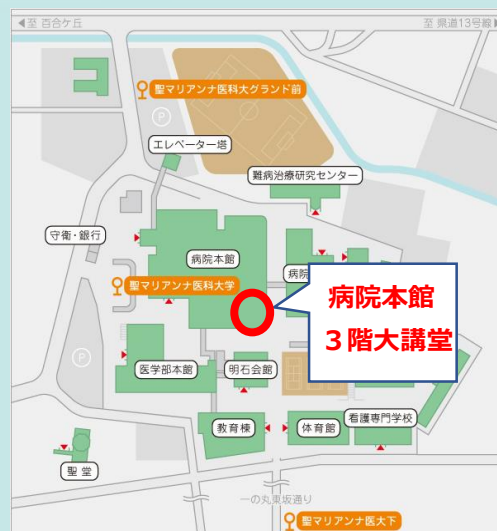 ◀至 百合ケ丘
至 県道13号線▶
聖マリアンナ医科大グランド前
P
エレベーター塔
難病治療研究センター
守衛・銀行
病院本館
病院
聖マリアンナ医科大学
病院本館
3階大講堂
P
医学部本館
明石会館
教育棟
体育館
看護専門学校
聖堂
一の丸東坂通り
聖マリアンナ医大下